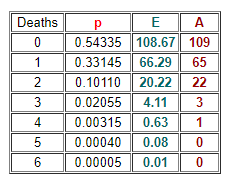 Deaths p E A
0 0.54335 108.67 109
1 0.33145 66.29 65
2 0.10110 20.22 22
3 0.02055 4.11 3
4 0.00315 0.63 1
5 0.00040 0.08 0
6 0.00005 0.01 0